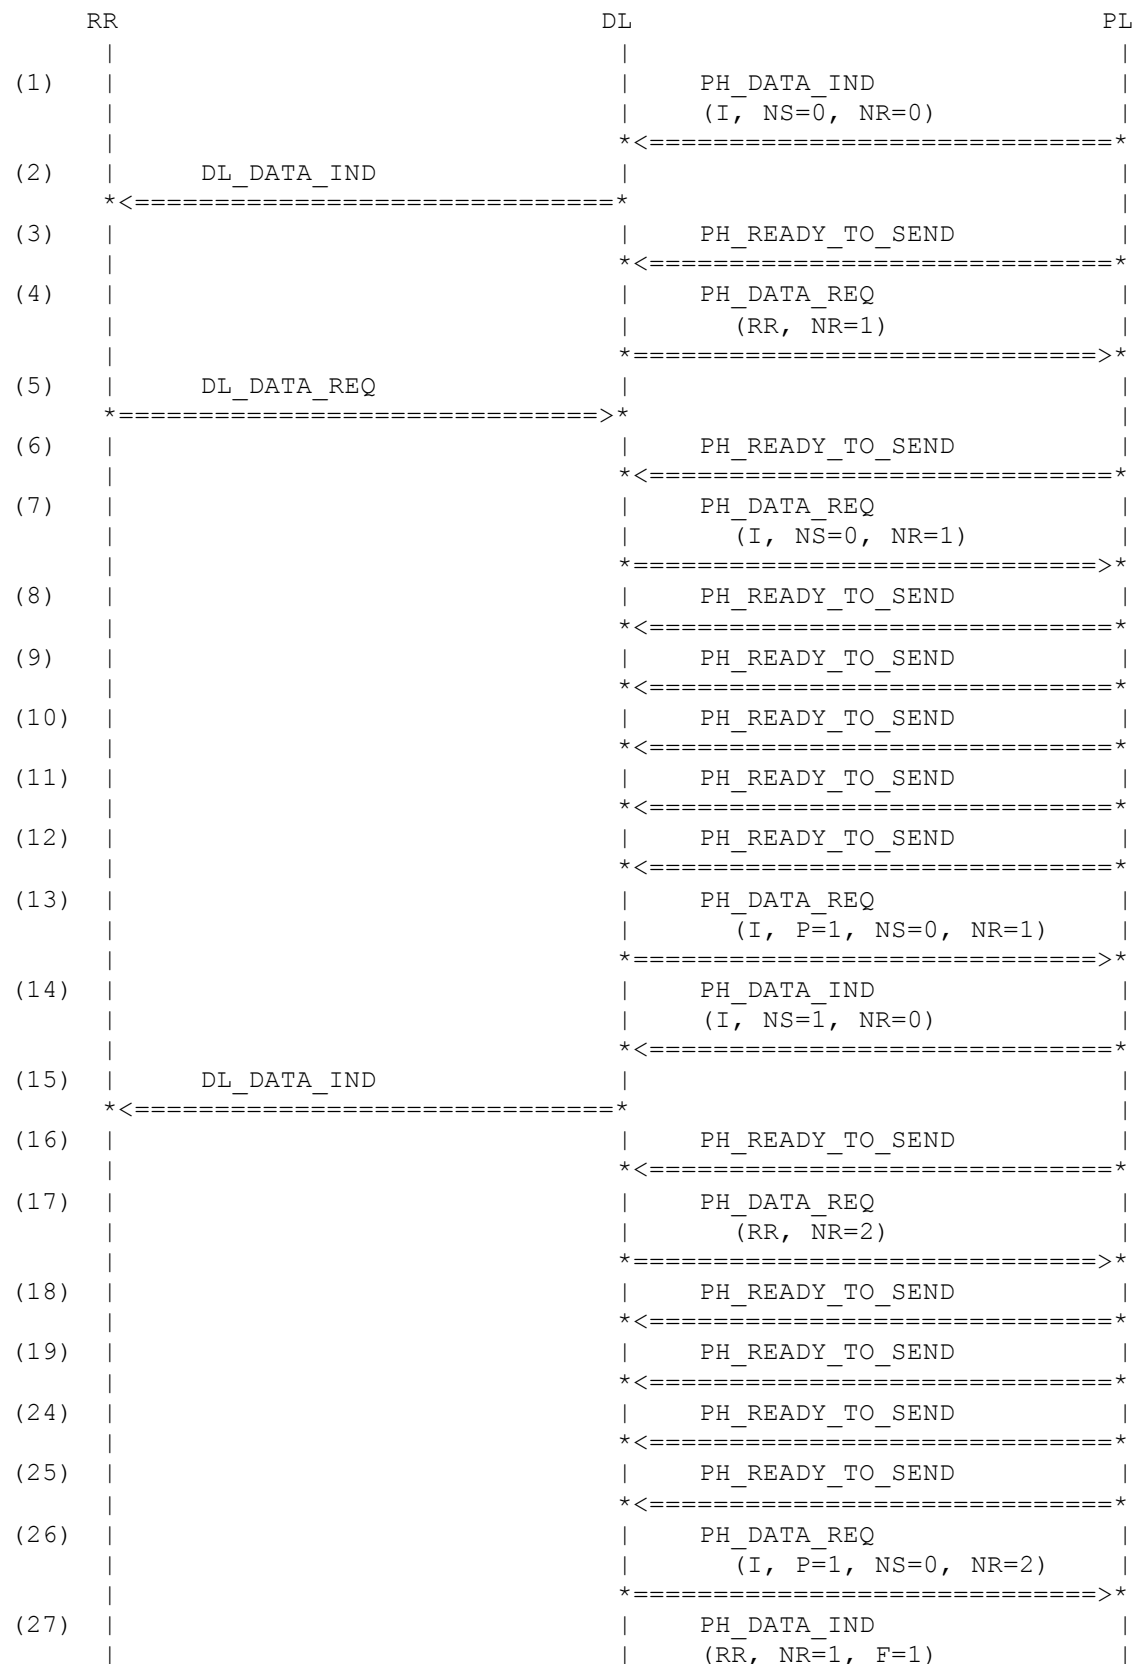 RR                               DL                              PL
      |                                |                               |
(1)   |                                |    PH_DATA_IND                |
      |                                |    (I, NS=0, NR=0)            |
      |                                *<=============================*
(2)   |     DL_DATA_IND                |                               |
      *<==============================*                               |
(3)   |                                |    PH_READY_TO_SEND           |
      |                                *<=============================*
(4)   |                                |    PH_DATA_REQ                |
      |                                |      (RR, NR=1)               |
      |                                *=============================>*
(5)   |     DL_DATA_REQ                |                               |
      *==============================>*                               |
(6)   |                                |    PH_READY_TO_SEND           |
      |                                *<=============================*
(7)   |                                |    PH_DATA_REQ                |
      |                                |      (I, NS=0, NR=1)          |
      |                                *=============================>*
(8)   |                                |    PH_READY_TO_SEND           |
      |                                *<=============================*
(9)   |                                |    PH_READY_TO_SEND           |
      |                                *<=============================*
(10)  |                                |    PH_READY_TO_SEND           |
      |                                *<=============================*
(11)  |                                |    PH_READY_TO_SEND           |
      |                                *<=============================*
(12)  |                                |    PH_READY_TO_SEND           |
      |                                *<=============================*
(13)  |                                |    PH_DATA_REQ                |
      |                                |      (I, P=1, NS=0, NR=1)     |
      |                                *=============================>*
(14)  |                                |    PH_DATA_IND                |
      |                                |    (I, NS=1, NR=0)            |
      |                                *<=============================*
(15)  |     DL_DATA_IND                |                               |
      *<==============================*                               |
(16)  |                                |    PH_READY_TO_SEND           |
      |                                *<=============================*
(17)  |                                |    PH_DATA_REQ                |
      |                                |      (RR, NR=2)               |
      |                                *=============================>*
(18)  |                                |    PH_READY_TO_SEND           |
      |                                *<=============================*
(19)  |                                |    PH_READY_TO_SEND           |
      |                                *<=============================*
(24)  |                                |    PH_READY_TO_SEND           |
      |                                *<=============================*
(25)  |                                |    PH_READY_TO_SEND           |
      |                                *<=============================*
(26)  |                                |    PH_DATA_REQ                |
      |                                |      (I, P=1, NS=0, NR=2)     |
      |                                *=============================>*
(27)  |                                |    PH_DATA_IND                |
      |                                |    (RR, NR=1, F=1)            |